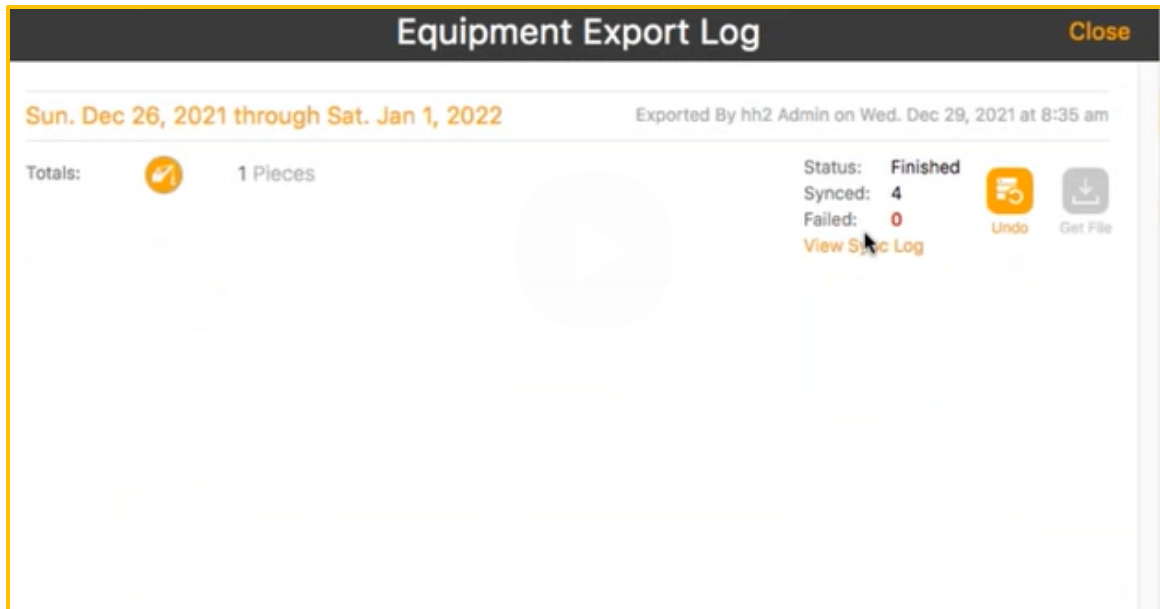 Equipment Export Log
Close
Sun. Dec 26, 2021 through Sat. Jan 1, 2022
Exported By hh2 Admin on Wed. Dec 29, 2021 at 8:35 am
Totals:
1 Pieces
Status: Finished
Synced: 4
Failed: 0
View Sync Log
Undo
Get File